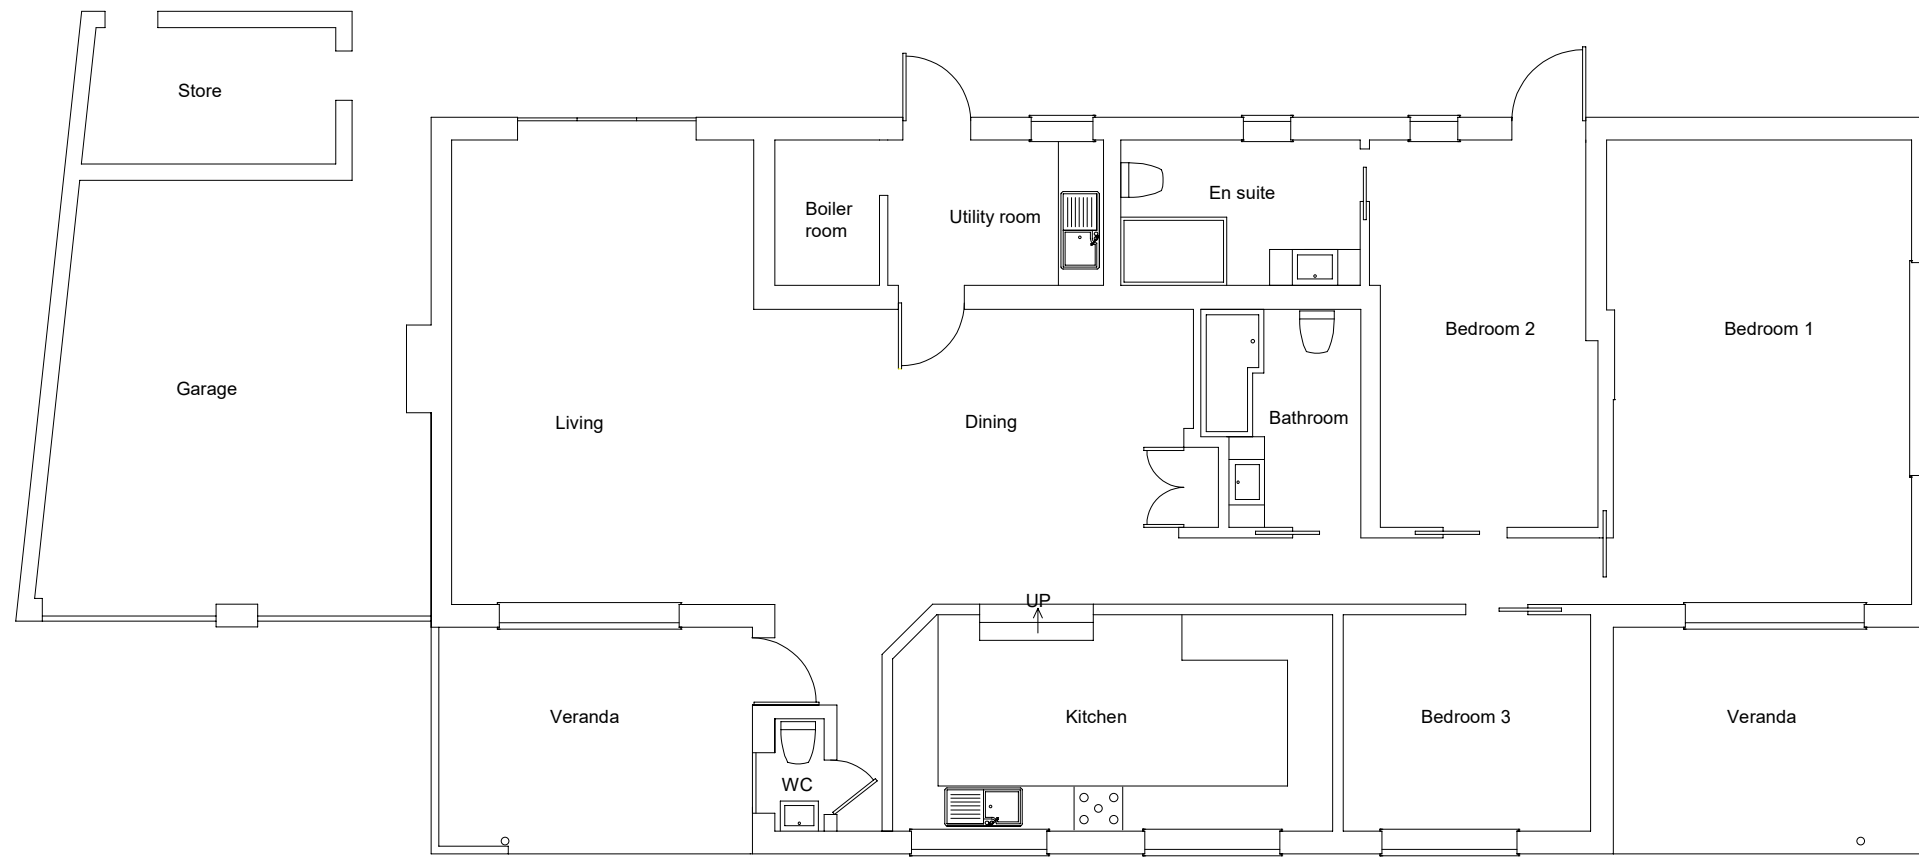 Store
En suite
Boiler
room
Utility room
Bedroom 2
Bedroom 1
Garage
Living
Dining
Bathroom
UP
Veranda
Kitchen
Bedroom 3
Veranda
WC